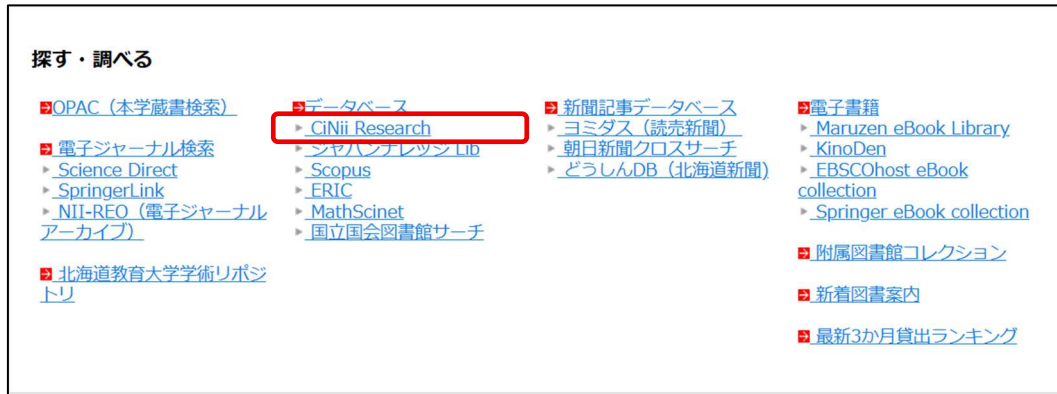 探す・調べる
OPAC（本学蔵書検索）
電子ジャーナル検索
Science Direct
SpringerLink
NII-REO（電子ジャーナル
アーカイブ）
北海道教育大学学術リポジ
トリ
データベース
CiNii Research
ジャパンナレッジ Lib
Scopus
ERIC
MathScinet
国立国会図書館サーチ
新聞記事データベース
ヨミダス（読売新聞）
朝日新聞クロスサーチ
どうしんDB（北海道新聞)
電子書籍
Maruzen eBook Library
KinoDen
EBSCOhost eBook
collection
Springer eBook collection
附属図書館コレクション
新着図書案内
最新3か月貸出ランキング